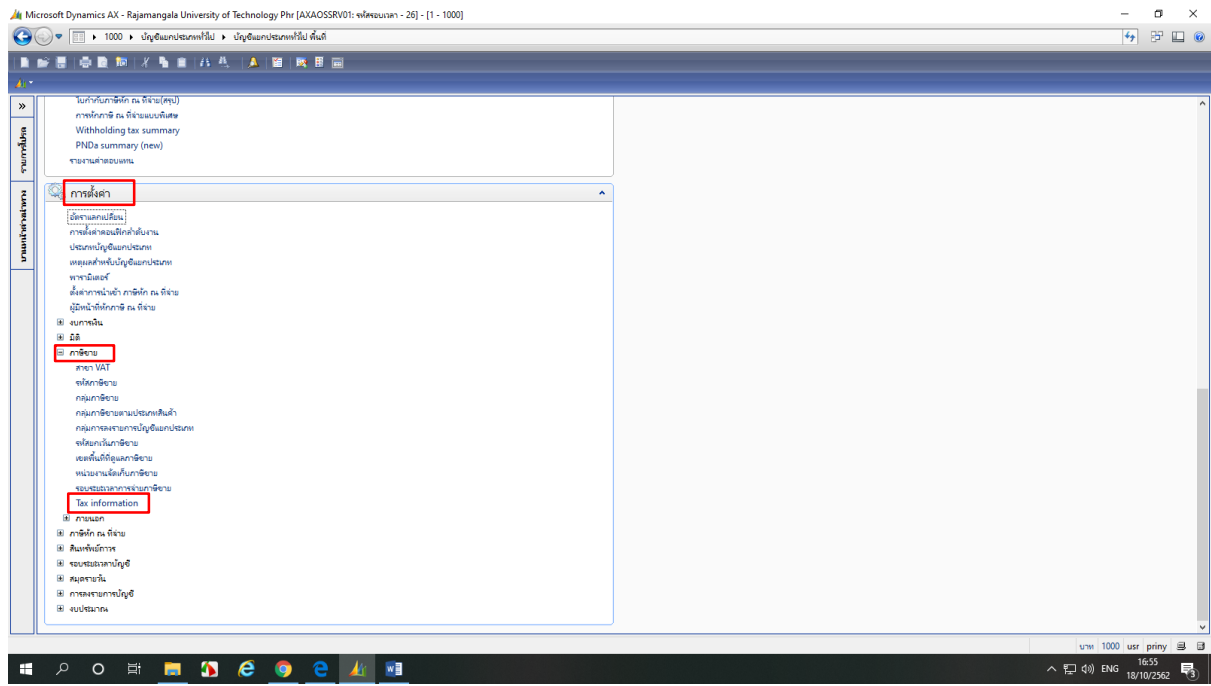 Microsoft Dynamics AX - Rajamangala University of Technology Phr [AXAOSSRV01: รหัสรอบเวลา - 26] - [1 - 1000]
1000 ▸ บัญชีแยกประเภททั่วไป ▸ บัญชีแยกประเภททั่วไป พื้นที่
ใบกำกับภาษีหัก ณ ที่จ่าย(สรุป)
การหักภาษี ณ ที่จ่ายแบบพิเศษ
Withholding tax summary
PNDa summary (new)
รายงานค่าตอบแทน
รายการโปรด
การตั้งค่า
อัตราแลกเปลี่ยน
การตั้งค่าคอนฟิกลำดับงาน
ประเภทบัญชีแยกประเภท
เหตุผลสำหรับบัญชีแยกประเภท
พารามิเตอร์
ตั้งค่าการนำเข้า ภาษีหัก ณ ที่จ่าย
ผู้มีหน้าที่หักภาษี ณ ที่จ่าย
งบการเงิน
มิติ
ภาษีขาย
สาขา VAT
รหัสภาษีขาย
กลุ่มภาษีขาย
กลุ่มภาษีขายตามประเภทสินค้า
กลุ่มการลงรายการบัญชีแยกประเภท
รหัสยกเว้นภาษีขาย
เขตพื้นที่ที่ดูแลภาษีขาย
หน่วยงานจัดเก็บภาษีขาย
รอบระยะเวลาการจ่ายภาษีขาย
Tax information
ภายนอก
ภาษีหัก ณ ที่จ่าย
สินทรัพย์ถาวร
รอบระยะเวลาบัญชี
สมุดรายวัน
การลงรายการบัญชี
งบประมาณ
บานหน้าต่างนำทาง
บาท 1000 usr priny
ENG 16:55
18/10/2562